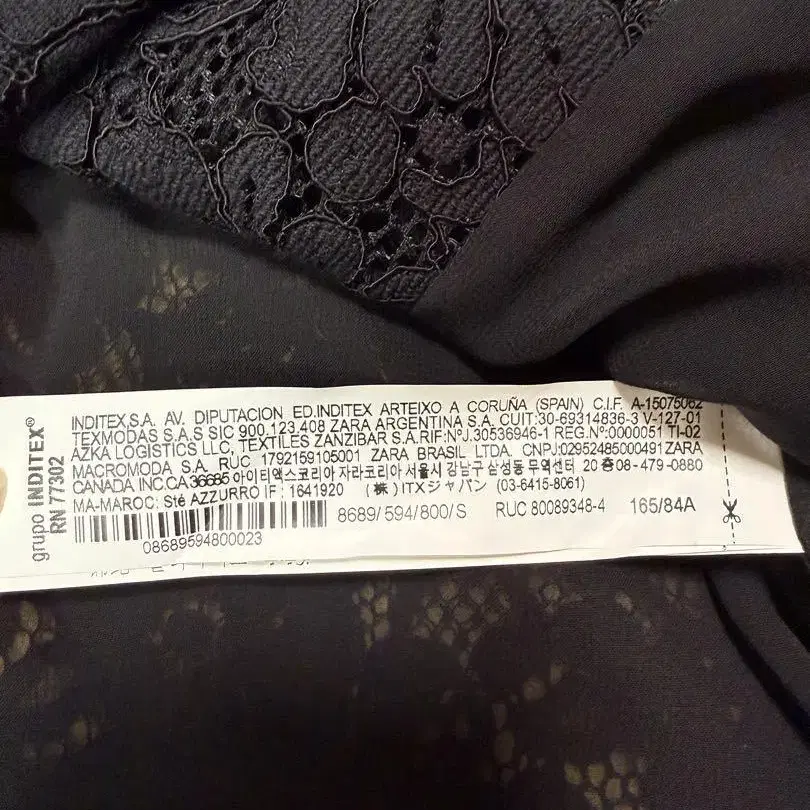 grupo INDITEX®
RN 77302
INDITEX,S.A. AV. DIPUTACION ED.INDITEX ARTEIXO A CORUÑA (SPAIN) C.I.F. A-15075062
TEXMODAS S.A.S SIC 900.123.408 ZARA ARGENTINA S.A. CUIT:30-69314836-3 V-127-01
AZKA LOGISTICS LLC, TEXTILES ZANZIBAR S.A.RIF:NºJ.30536946-1 REG.Nº0000051 TI-02
MACROMODA S.A. RUC 1792159105001 ZARA BRASIL LTDA. CNPJ:02952485000491 ZARA
CANADA INC.CA36685 아이티엑스코리아 자라코리아 서울시 강남구 삼성동 무역센터 20층 08-479-0880
MA-MAROC: Sté AZZURRO IF : 1641920 (株)ITXジャパン (03-6415-8061)
8689/594/800/S RUC 80089348-4 165/84A
08689594800023